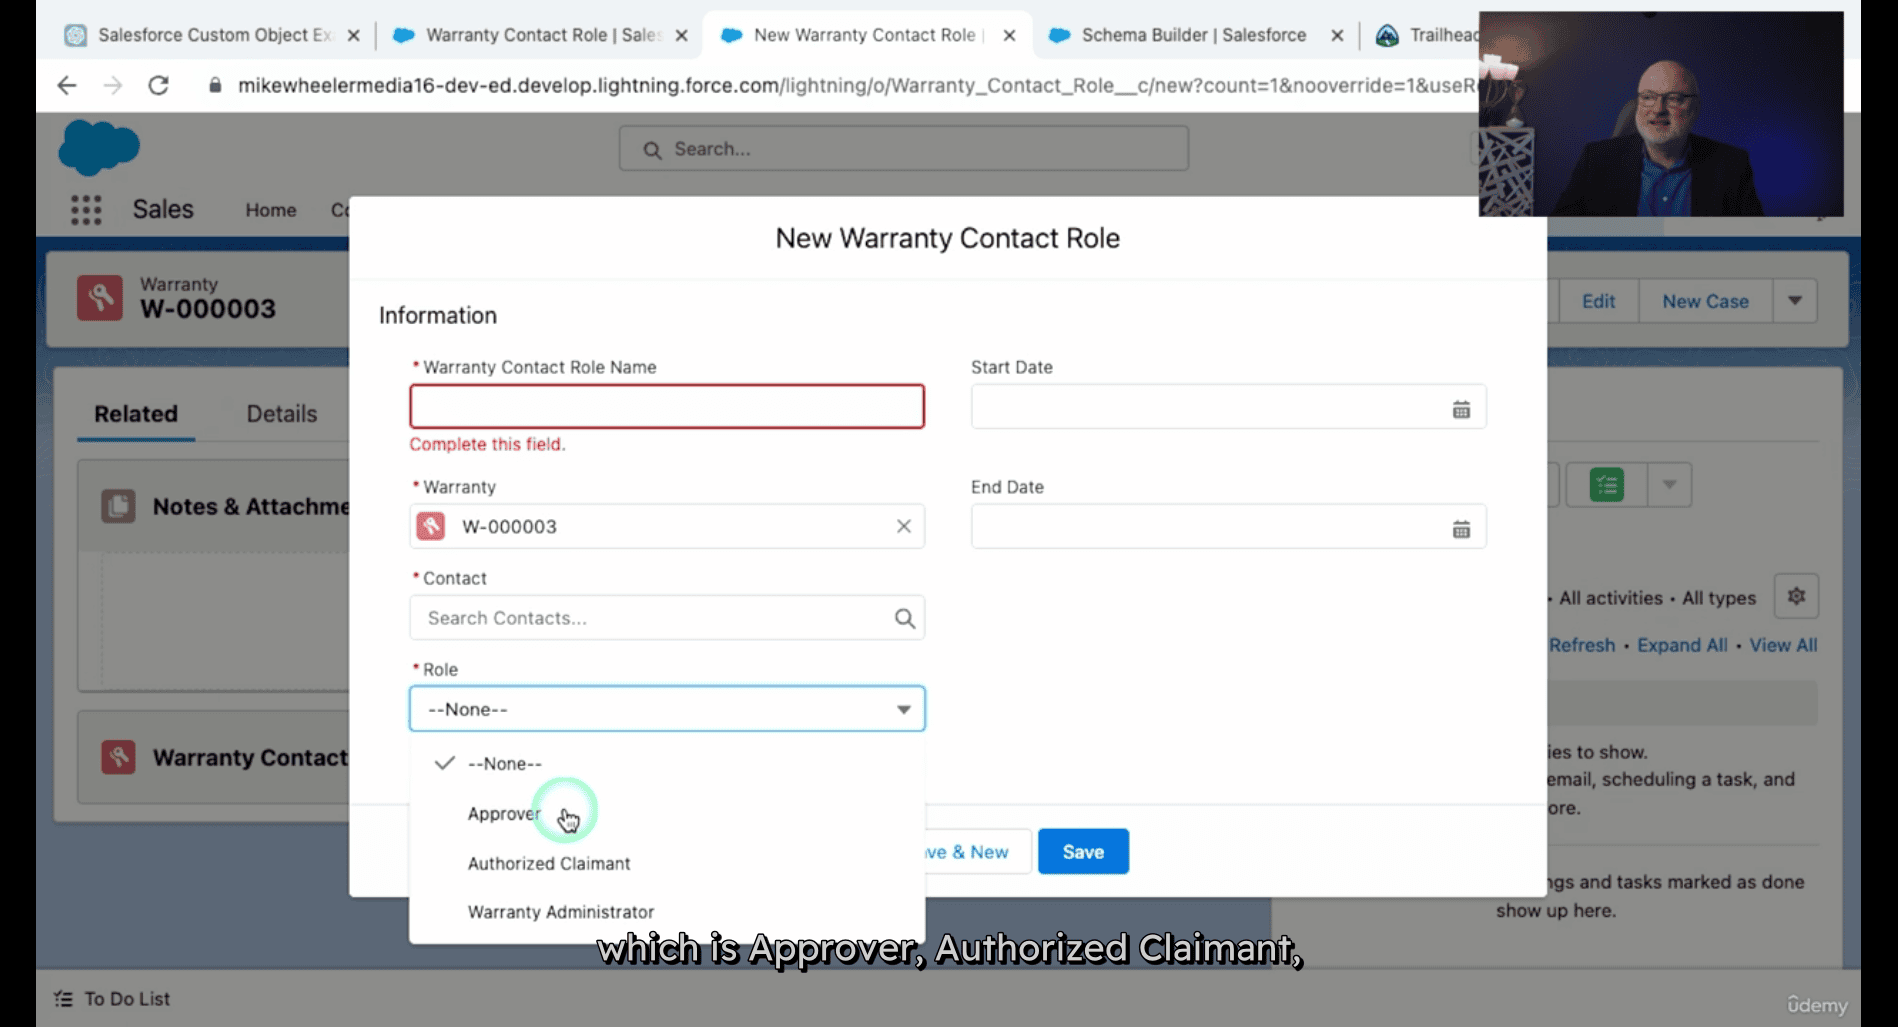 Salesforce Custom Object Ex
Warranty Contact Role | Sales
New Warranty Contact Role |
Schema Builder | Salesforce
Trailhead
mikewheelermedia16-dev-ed.develop.lightning.force.com/lightning/o/Warranty_Contact_Role__c/new?count=1&nooverride=1&useRe
Search...
Sales
Home
New Warranty Contact Role
Warranty
W-000003
Edit
New Case
Information
* Warranty Contact Role Name
Start Date
Complete this field.
Related
Details
* Warranty
W-000003
End Date
Notes & Attachme
* Contact
Search Contacts...
• All activities • All types
Refresh • Expand All • View All
* Role
--None--
--None--
Approver
Authorized Claimant
Warranty Administrator
Warranty Contact
ies to show.
email, scheduling a task, and
ore.
ve & New
Save
ngs and tasks marked as done
show up here.
which is Approver, Authorized Claimant,
To Do List
ûdemy